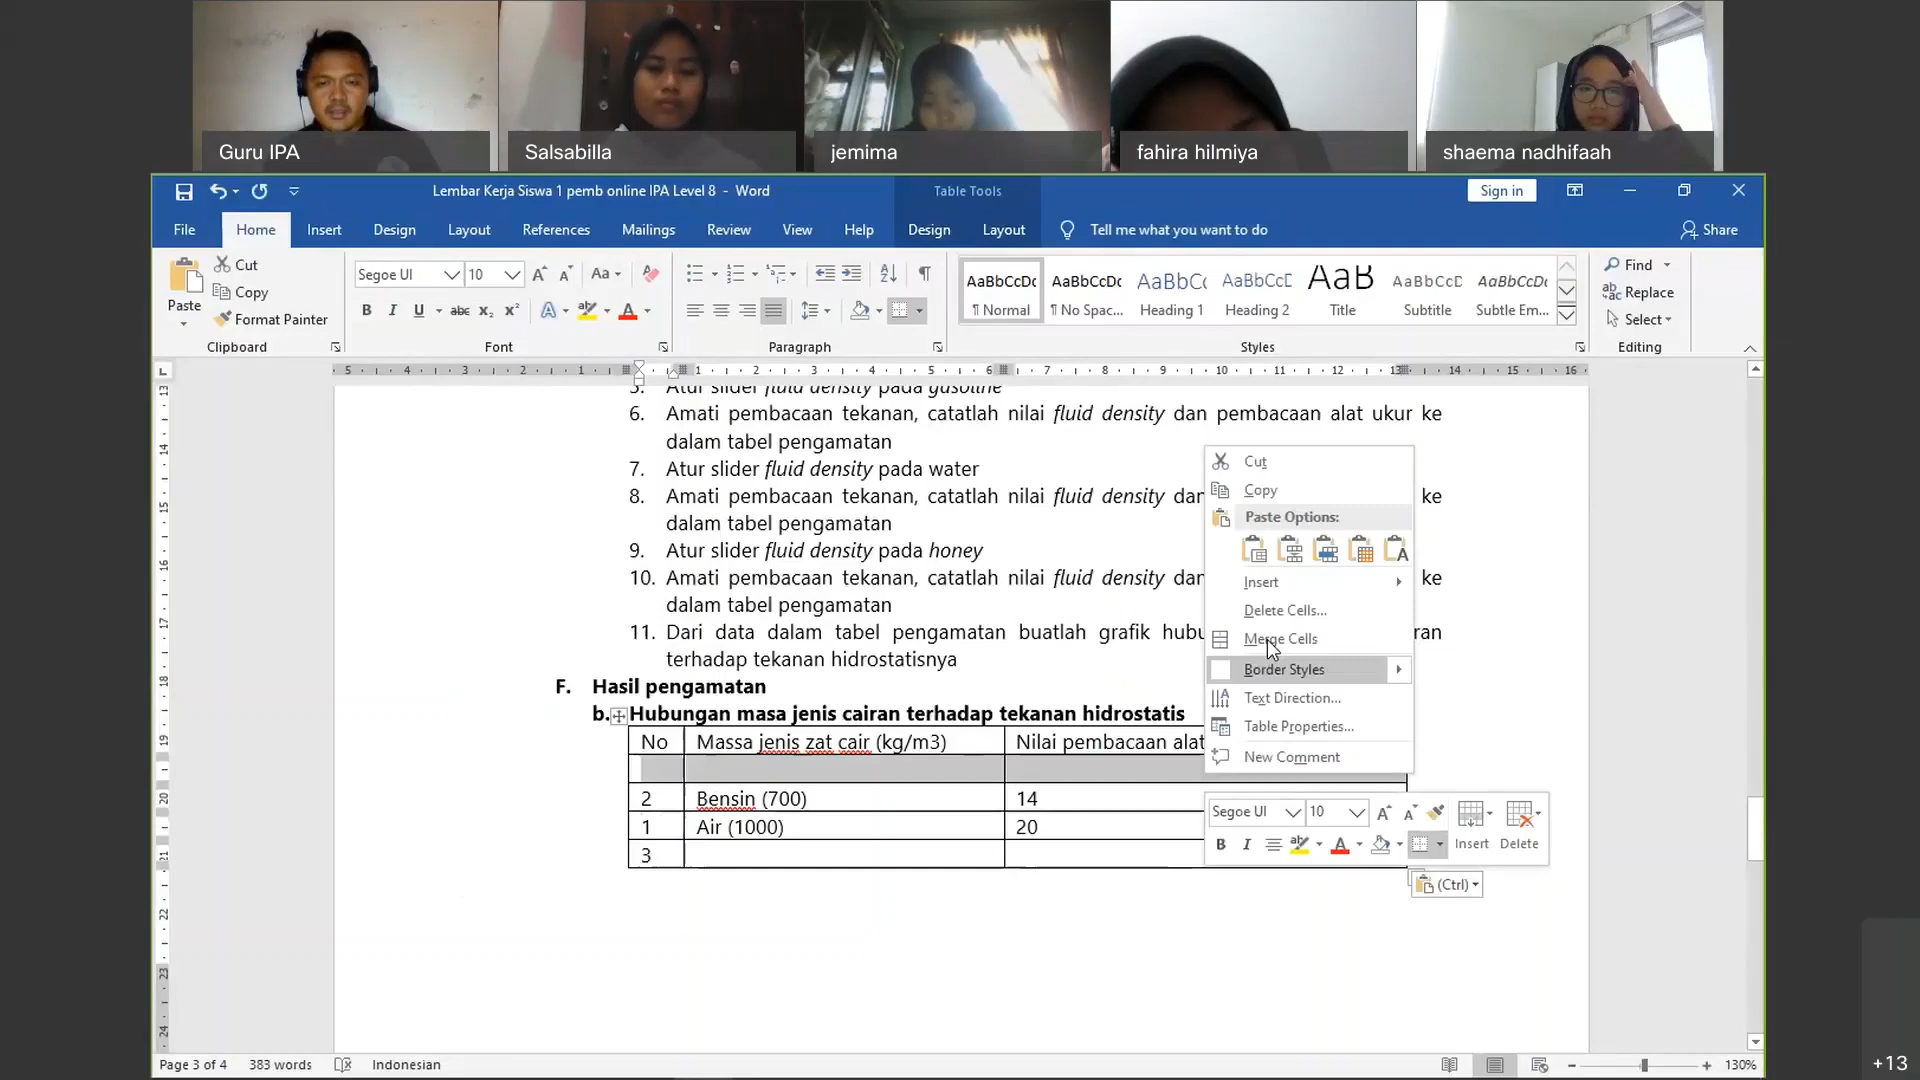 Guru IPA
Salsabilla
jemima
fahira hilmiya
shaema nadhifaah
Lembar Kerja Siswa 1 pemb online IPA Level 8 - Word
Table Tools
Sign in
File
Home
Insert
Design
Layout
References
Mailings
Review
View
Help
Design
Layout
Tell me what you want to do
Share
Paste
Cut
Copy
Format Painter
Clipboard
Segoe UI
10
Font
Paragraph
AaBbCcDc
¶ Normal
AaBbCcDc
¶ No Spac...
AaBbCc
Heading 1
AaBbCcE
Heading 2
AaB
Title
AaBbCcD
Subtitle
AaBbCcDc
Subtle Em...
Styles
Find
Replace
Select
Editing
5. Atur slider fluid density pada gasoline
6. Amati pembacaan tekanan, catatlah nilai fluid density dan pembacaan alat ukur ke
dalam tabel pengamatan
7. Atur slider fluid density pada water
8. Amati pembacaan tekanan, catatlah nilai fluid density dan ke
dalam tabel pengamatan
9. Atur slider fluid density pada honey
10. Amati pembacaan tekanan, catatlah nilai fluid density dan ke
dalam tabel pengamatan
11. Dari data dalam tabel pengamatan buatlah grafik hubu ran
terhadap tekanan hidrostatisnya
F. Hasil pengamatan
b. Hubungan masa jenis cairan terhadap tekanan hidrostatis
No Massa jenis zat cair (kg/m3) Nilai pembacaan alat
2 Bensin (700) 14
1 Air (1000) 20
3
Cut
Copy
Paste Options:
Insert
Delete Cells...
Merge Cells
Border Styles
Text Direction...
Table Properties...
New Comment
Segoe UI 10
B I Insert Delete
(Ctrl)
Page 3 of 4
383 words
Indonesian
130%
+13